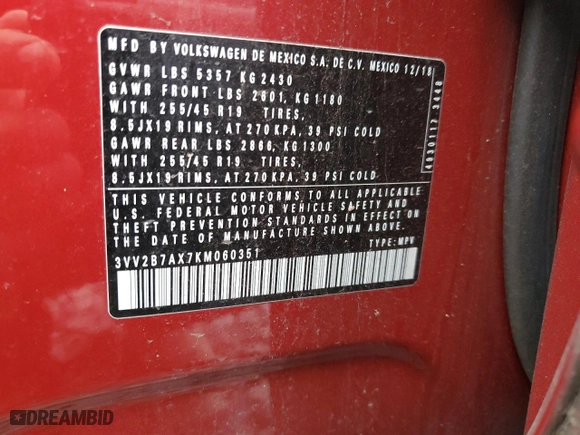 MFD BY VOLKSWAGEN DE MEXICO S.A. DE C.V. MEXICO 12/18
GVWR LBS 5357 KG 2430
GAWR FRONT LBS 2601, KG 1180
WITH 255/45 R19 TIRES,
8.5JX19 RIMS, AT 270 KPA, 39 PSI COLD
GAWR REAR LBS 2866, KG 1300
WITH 255/45 R19 TIRES,
8.5JX19 RIMS, AT 270 KPA, 39 PSI COLD
THIS VEHICLE CONFORMS TO ALL APPLICABLE
U.S. FEDERAL MOTOR VEHICLE SAFETY AND
THEFT PREVENTION STANDARDS IN EFFECT ON
THE DATE OF MANUFACTURE SHOWN ABOVE.
3VV2B7AX7KM060351
TYPE: MPV
4930117 3448
DREAMBID